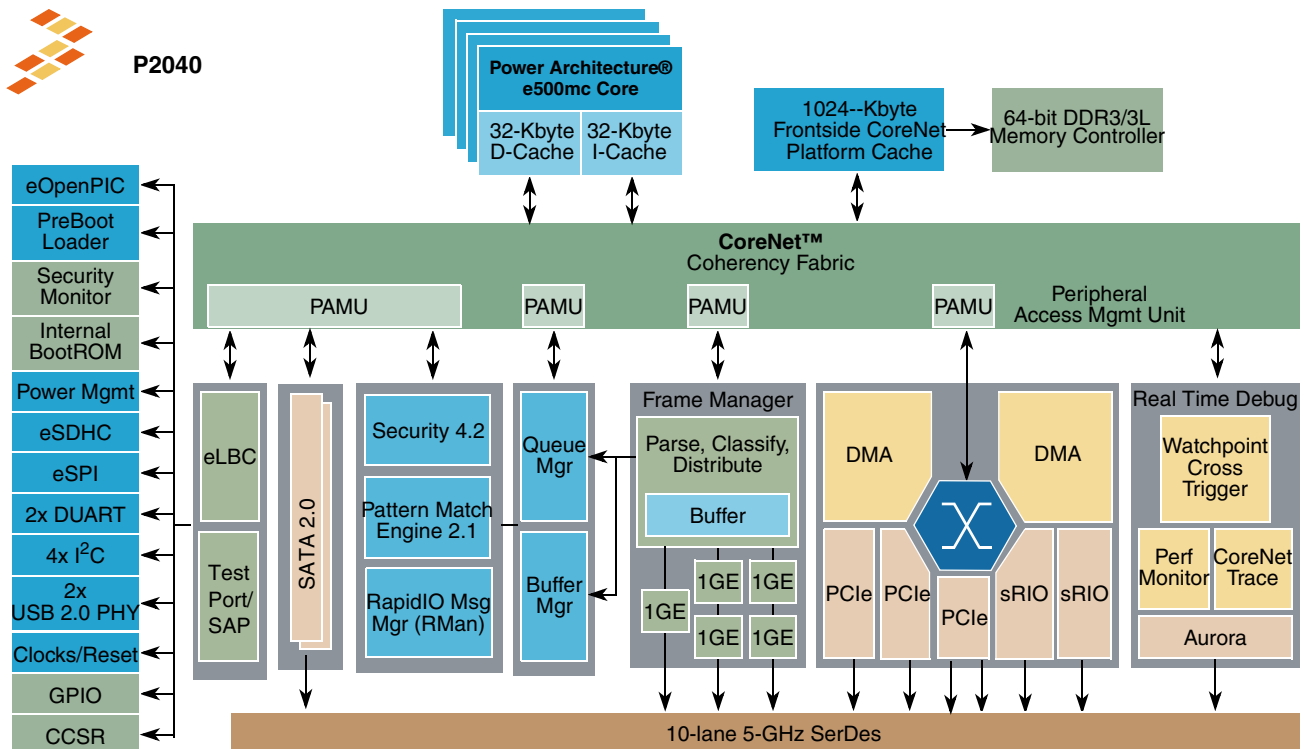 P2040
Power Architecture®
e500mc Core
32-Kbyte
D-Cache
32-Kbyte
I-Cache
1024--Kbyte
Frontside CoreNet
Platform Cache
64-bit DDR3/3L
Memory Controller
eOpenPIC
PreBoot
Loader
Security
Monitor
Internal
BootROM
Power Mgmt
eSDHC
eSPI
2x DUART
4x I²C
2x
USB 2.0 PHY
Clocks/Reset
GPIO
CCSR
CoreNet™
Coherency Fabric
PAMU
PAMU
PAMU
PAMU
Peripheral
Access Mgmt Unit
eLBC
Test
Port/
SAP
SATA 2.0
Security 4.2
Pattern Match
Engine 2.1
RapidIO Msg
Mgr (RMan)
Queue
Mgr
Buffer
Mgr
Frame Manager
Parse, Classify,
Distribute
Buffer
1GE
1GE
1GE
1GE
1GE
DMA
DMA
PCIe
PCIe
PCIe
sRIO
sRIO
Real Time Debug
Watchpoint
Cross
Trigger
Perf
Monitor
CoreNet
Trace
Aurora
10-lane 5-GHz SerDes